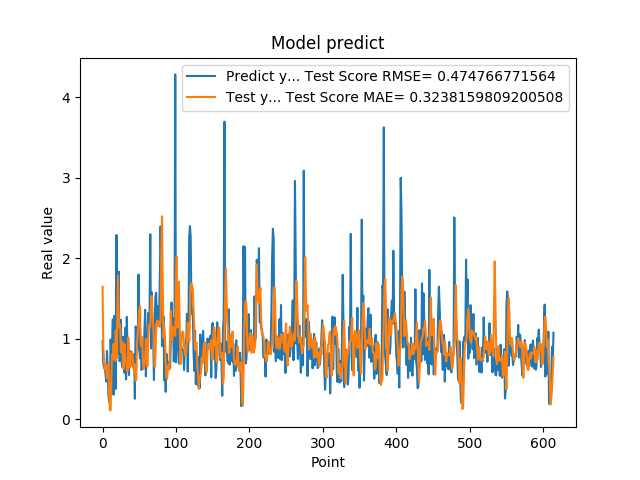 Model predict
Predict y... Test Score RMSE= 0.474766771564
Test y... Test Score MAE= 0.3238159809200508
Real value
4
3
2
1
0
0 100 200 300 400 500 600
Point